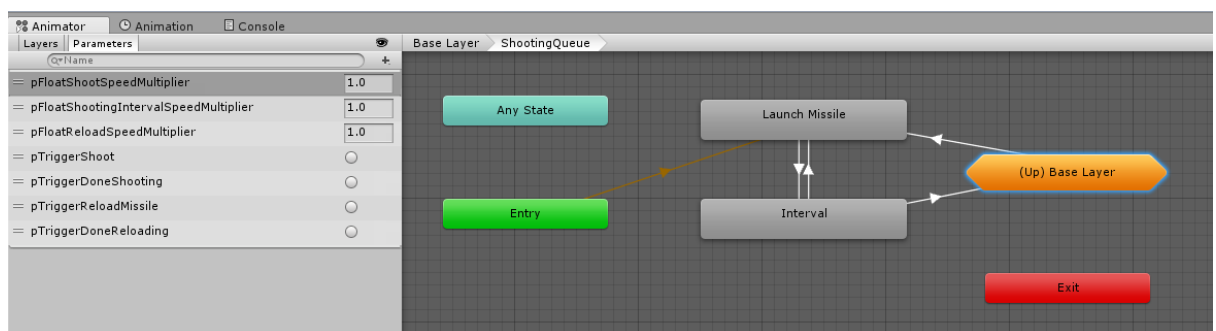 Animator Animation Console
Layers Parameters
Name
Base Layer ShootingQueue
pFloatShootSpeedMultiplier 1.0
pFloatShootingIntervalSpeedMultiplier 1.0
pFloatReloadSpeedMultiplier 1.0
pTriggerShoot
pTriggerDoneShooting
pTriggerReloadMissile
pTriggerDoneReloading
Any State
Launch Missile
(Up) Base Layer
Entry
Interval
Exit